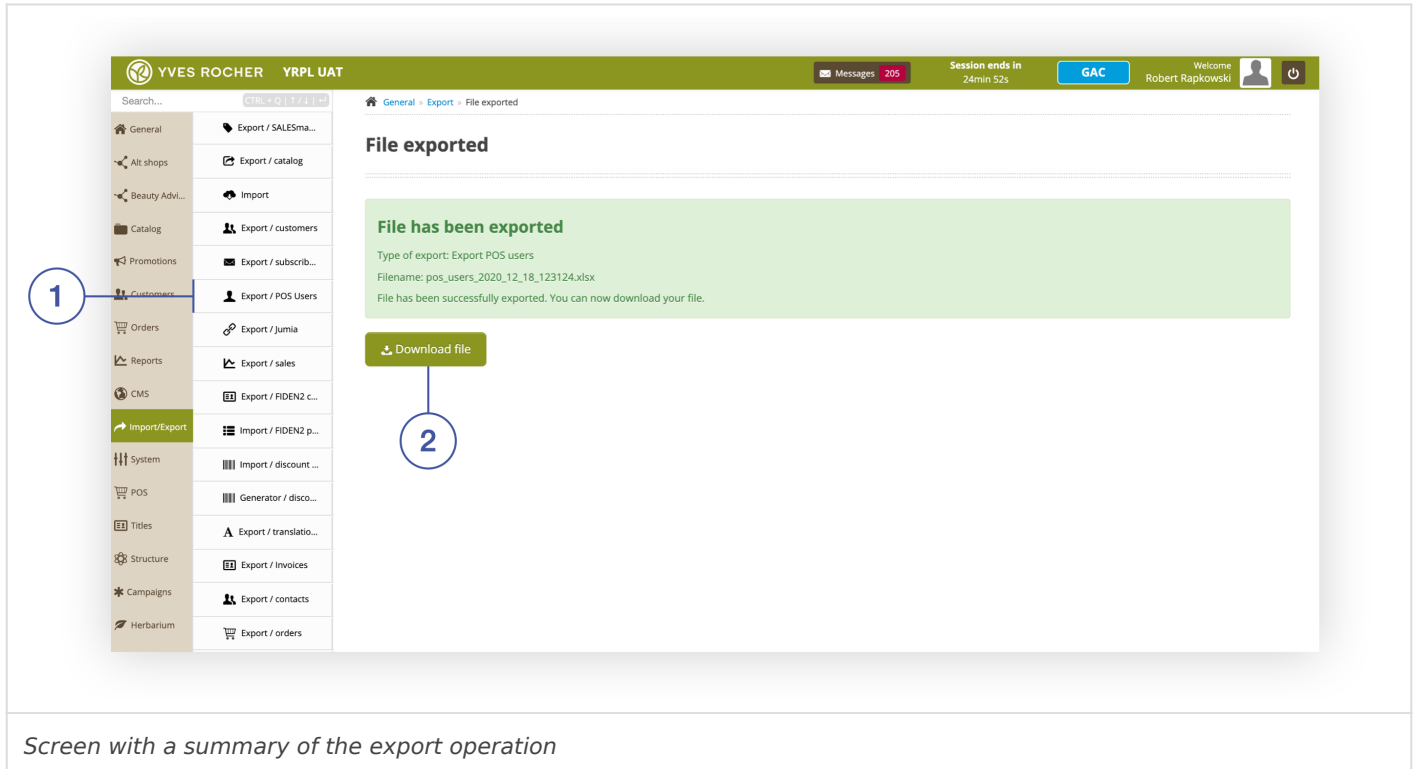 YVES ROCHER YRPL UAT
Messages 205
Session ends in
24min 52s
GAC
Welcome
Robert Rapkowski
Search...
CTRL + Q | ↑ / ↓ | ↵
General » Export » File exported
General
Alt shops
Beauty Advi...
Catalog
Promotions
Customers
Orders
Reports
CMS
Import/Export
System
POS
Titles
Structure
Campaigns
Herbarium
Export / SALESma...
Export / catalog
Import
Export / customers
Export / subscrib...
Export / POS Users
Export / Jumia
Export / sales
Export / FIDEN2 c...
Import / FIDEN2 p...
Import / discount ...
Generator / disco...
Export / translatio...
Export / Invoices
Export / contacts
Export / orders
1
File exported
File has been exported
Type of export: Export POS users
Filename: pos_users_2020_12_18_123124.xlsx
File has been successfully exported. You can now download your file.
Download file
2
Screen with a summary of the export operation